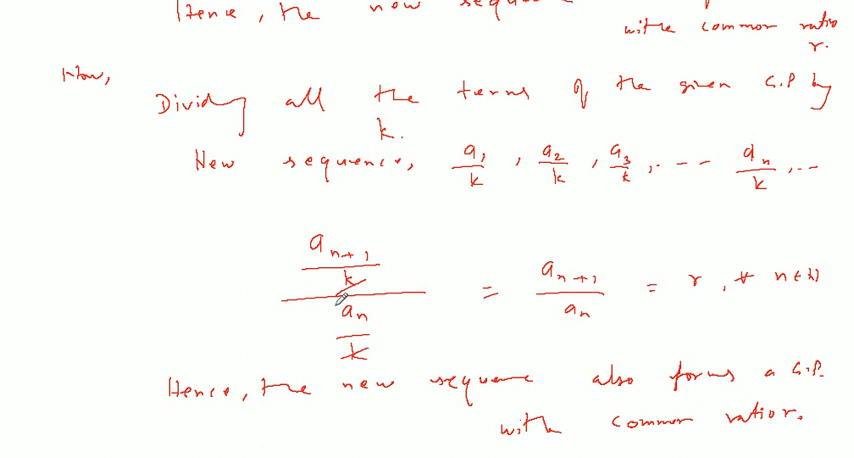 Hence, the new sequence
with common ratio
r.
Now,
Dividing all the terms of the given G.P by
k.
New sequence, a₁/k , a₂/k , a₃/k , . - - - aₙ/k , . - -
(aₙ₊₁/k)/(aₙ/k) = aₙ₊₁/aₙ = r , ∀ n ∈ N
Hence, the new sequence also forms a G.P.
with common ratio r.